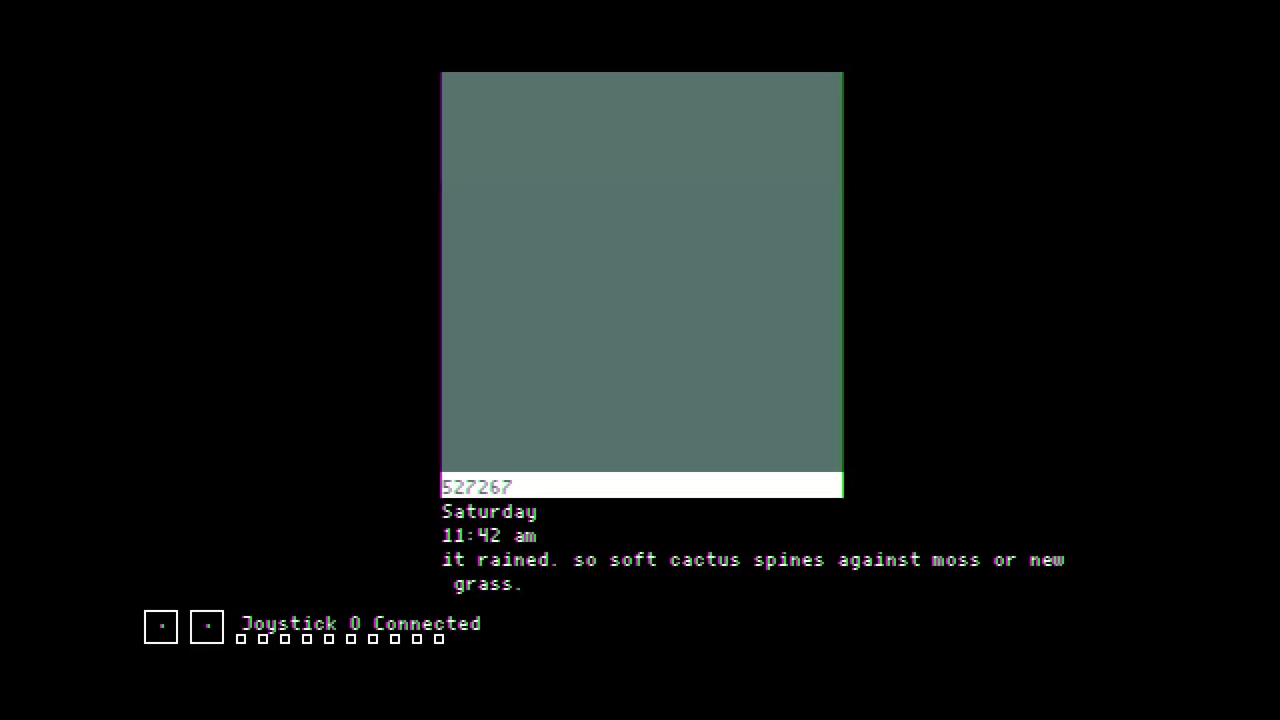 527267
Saturday
11:42 am
it rained. so soft cactus spines against moss or new
grass.
Joystick 0 Connected